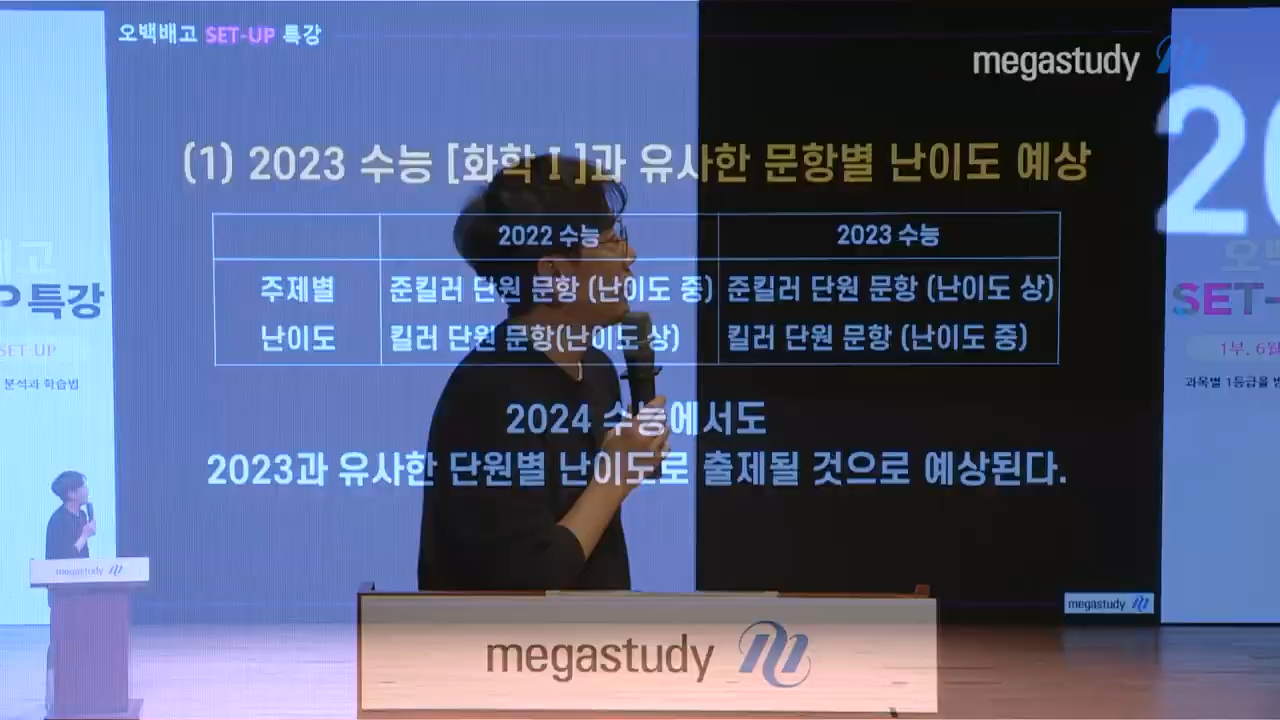 오백배고 SET-UP 특강
megastudy
(1) 2023 수능 [화학 I]과 유사한 문항별 난이도 예상
2022 수능 2023 수능
주제별 준킬러 단원 문항 (난이도 중) 준킬러 단원 문항 (난이도 상)
난이도 킬러 단원 문항(난이도 상) 킬러 단원 문항 (난이도 중)
2024 수능에서도
2023과 유사한 단원별 난이도로 출제될 것으로 예상된다.
배고
P특강
SET-UP
분석과 학습법
20
오백
SET-
1부. 6월
과목별 1등급을
megastudy
megastudy
megastudy